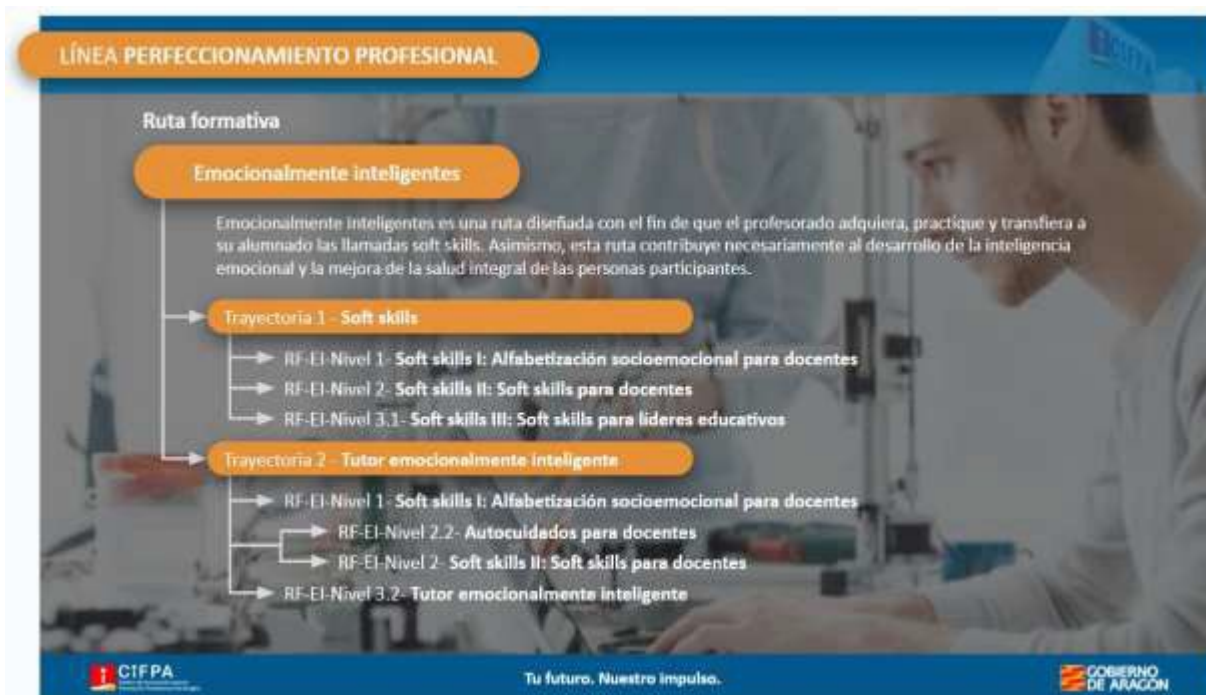 LÍNEA PERFECCIONAMIENTO PROFESIONAL
Ruta formativa
Emocionalmente inteligentes
Emocionalmente Inteligentes es una ruta diseñada con el fin de que el profesorado adquiera, practique y transfiera a
su alumnado las llamadas soft skills. Asimismo, esta ruta contribuye necesariamente al desarrollo de la inteligencia
emocional y la mejora de la salud integral de las personas participantes.
Trayectoria 1 - Soft skills
RF-EI-Nivel 1- Soft skills I: Alfabetización socioemocional para docentes
RF-EI-Nivel 2- Soft skills II: Soft skills para docentes
RF-EI-Nivel 3.1- Soft skills III: Soft skills para líderes educativos
Trayectoria 2 - Tutor emocionalmente inteligente
RF-EI-Nivel 1- Soft skills I: Alfabetización socioemocional para docentes
RF-EI-Nivel 2.2- Autocuidados para docentes
RF-EI-Nivel 2- Soft skills II: Soft skills para docentes
RF-EI-Nivel 3.2- Tutor emocionalmente inteligente
CIFPA
Tu futuro. Nuestro impulso.
GOBIERNO
DE ARAGON